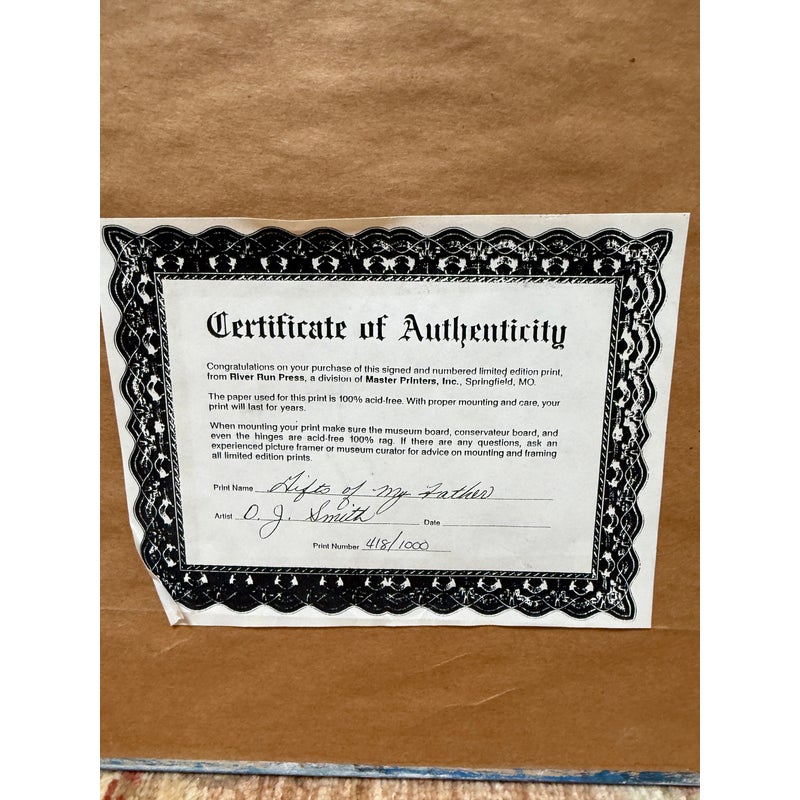 Certificate of Authenticity
Congratulations on your purchase of this signed and numbered limited edition print,
from River Run Press, a division of Master Printers, Inc., Springfield, MO.
The paper used for this print is 100% acid-free. With proper mounting and care, your
print will last for years.
When mounting your print make sure the museum board, conservateur board, and
even the hinges are acid-free 100% rag. If there are any questions, ask an
experienced picture framer or museum curator for advice on mounting and framing
all limited edition prints.
Print Name Gifts of My Father
Artist O. J. Smith Date
Print Number 418/1000